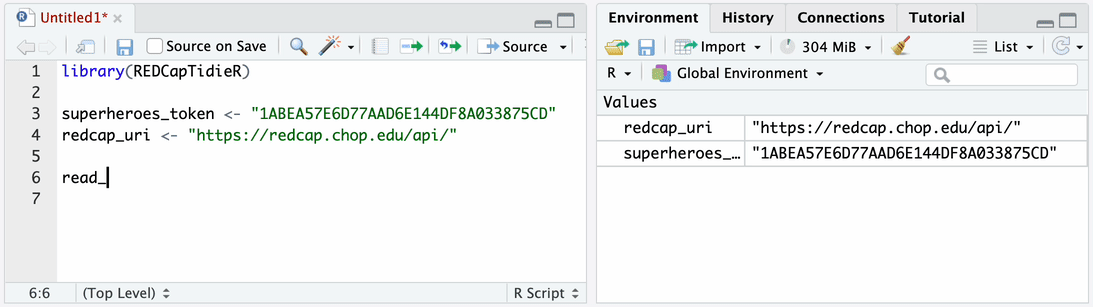 Untitled1*
Source on Save
Source
1 library(REDCapTidieR)
2
3 superheroes_token <- "1ABEA57E6D77AAD6E144DF8A033875CD"
4 redcap_uri <- "https://redcap.chop.edu/api/"
5
6 read_
7
6:6 (Top Level) R Script
Environment History Connections Tutorial
Import 304 MiB List
R Global Environment
Values
redcap_uri "https://redcap.chop.edu/api/"
superheroes_… "1ABEA57E6D77AAD6E144DF8A033875CD"